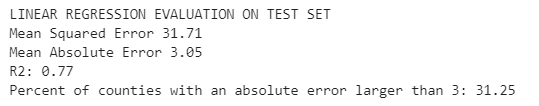 LINEAR REGRESSION EVALUATION ON TEST SET
Mean Squared Error 31.71
Mean Absolute Error 3.05
R2: 0.77
Percent of counties with an absolute error larger than 3: 31.25